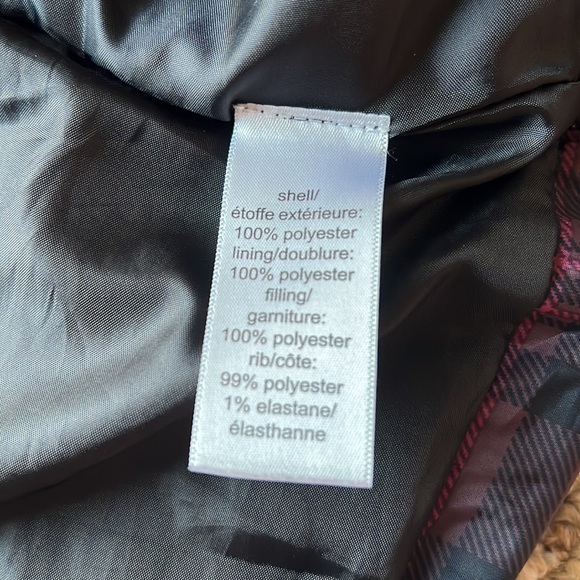 shell/
étoffe extérieure:
100% polyester
lining/doublure:
100% polyester
filling/
garniture:
100% polyester
rib/côte:
99% polyester
1% elastane/
élasthanne